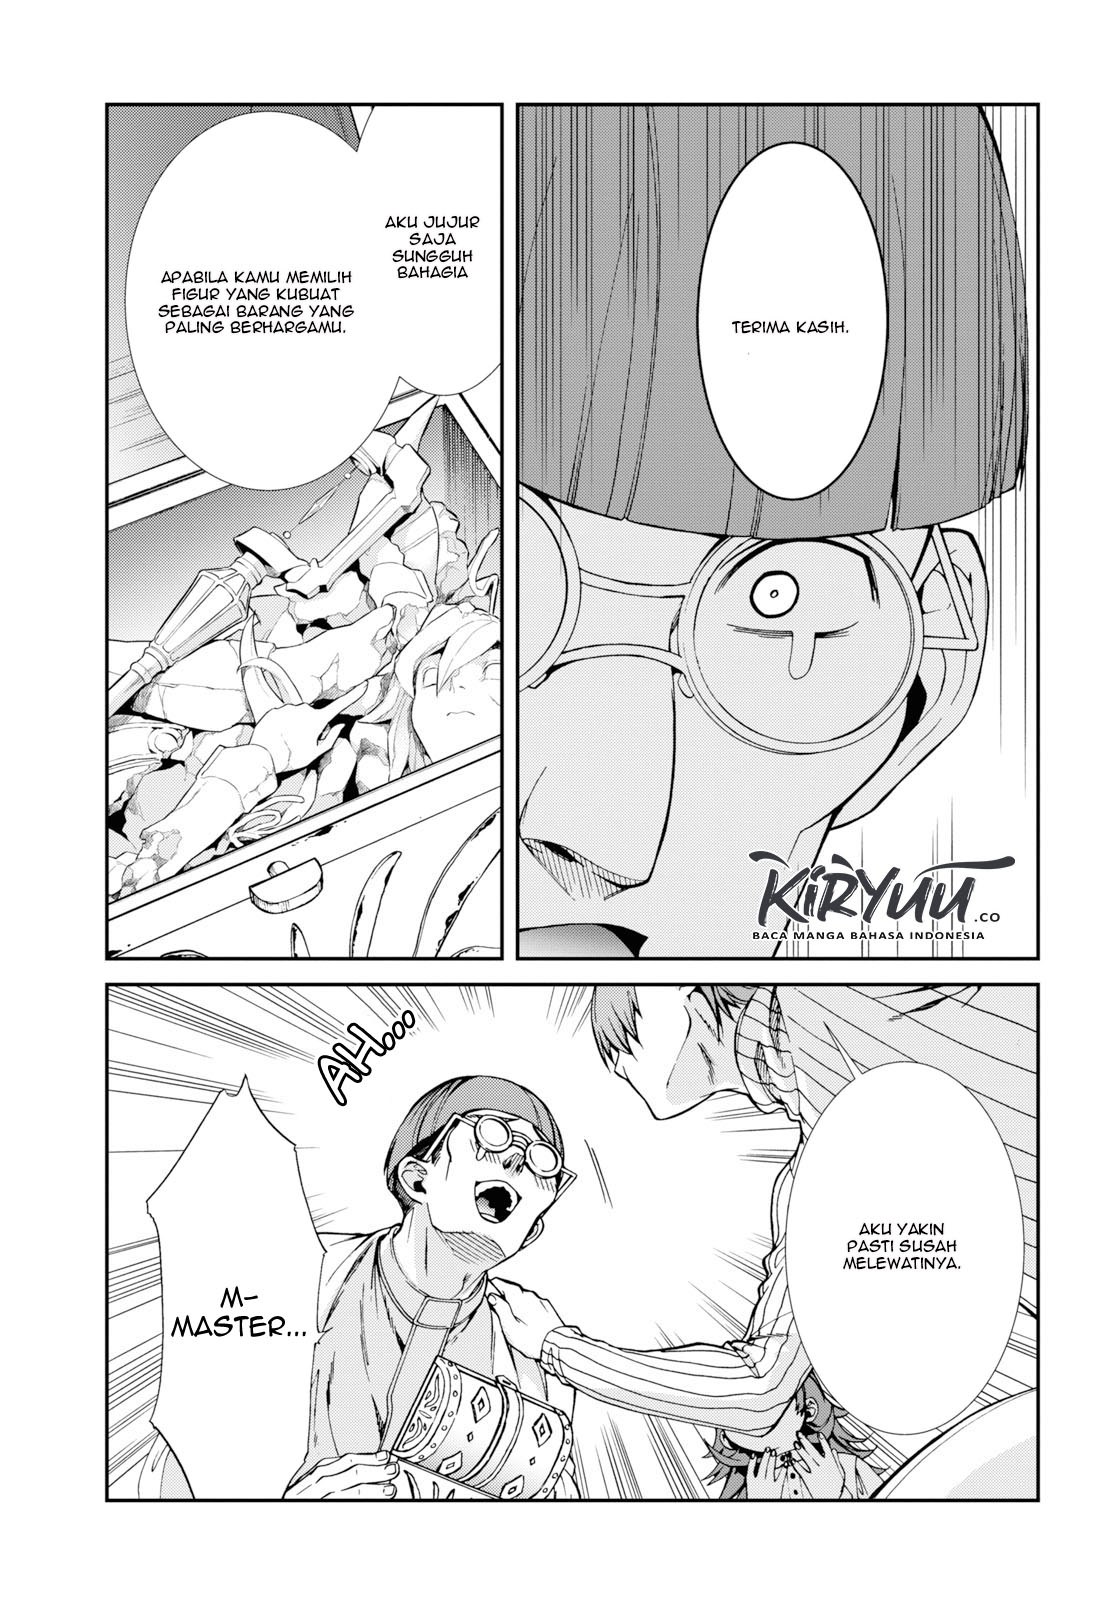 TERIMA KASIH.
AKU JUJUR
SAJA
SUNGGUH
BAHAGIA
APABILA KAMU MEMILIH
FIGUR YANG KUBUAT
SEBAGAI BARANG YANG
PALING BERHARGAMU.
KIRYUU.CO
BACA MANGA BAHASA INDONESIA
AKU YAKIN
PASTI SUSAH
MELEWATINYA.
AH...
M-
MASTER...